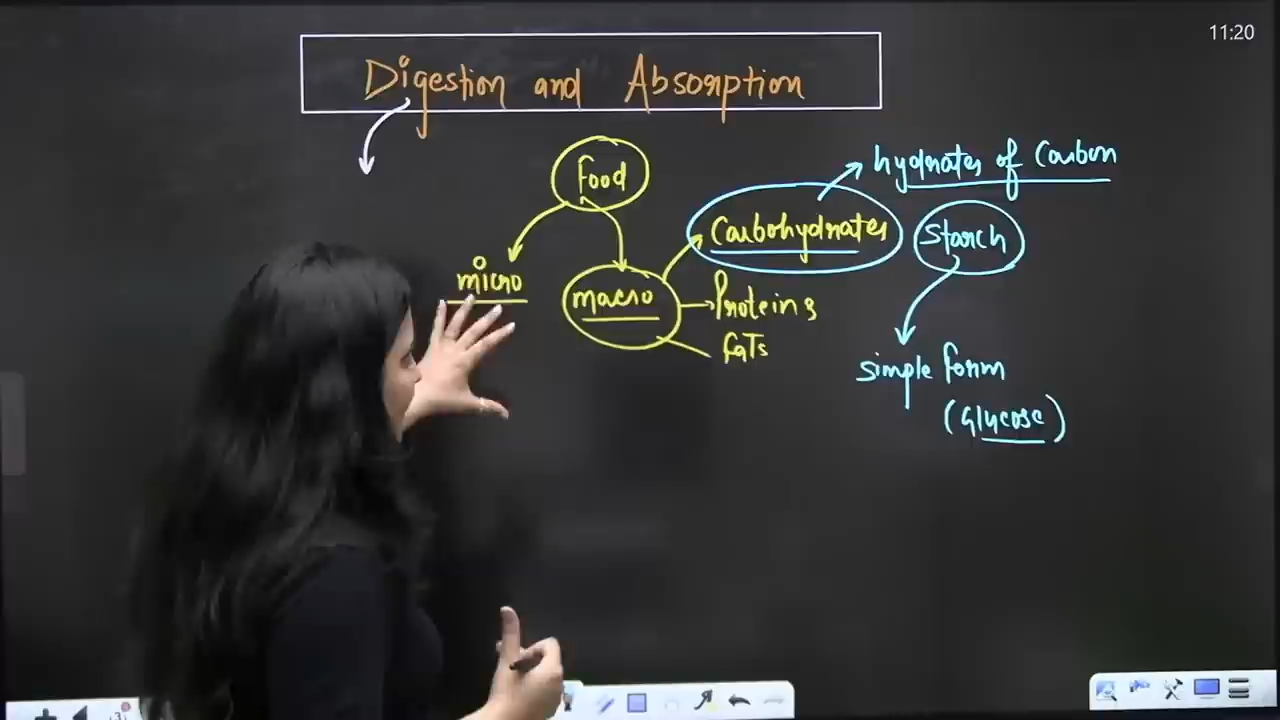 11:20
Digestion and Absorption
Food
hydrates of Carbon
micro
macro
Carbohydrates
Starch
Proteins
Fats
simple form
(Glucose)